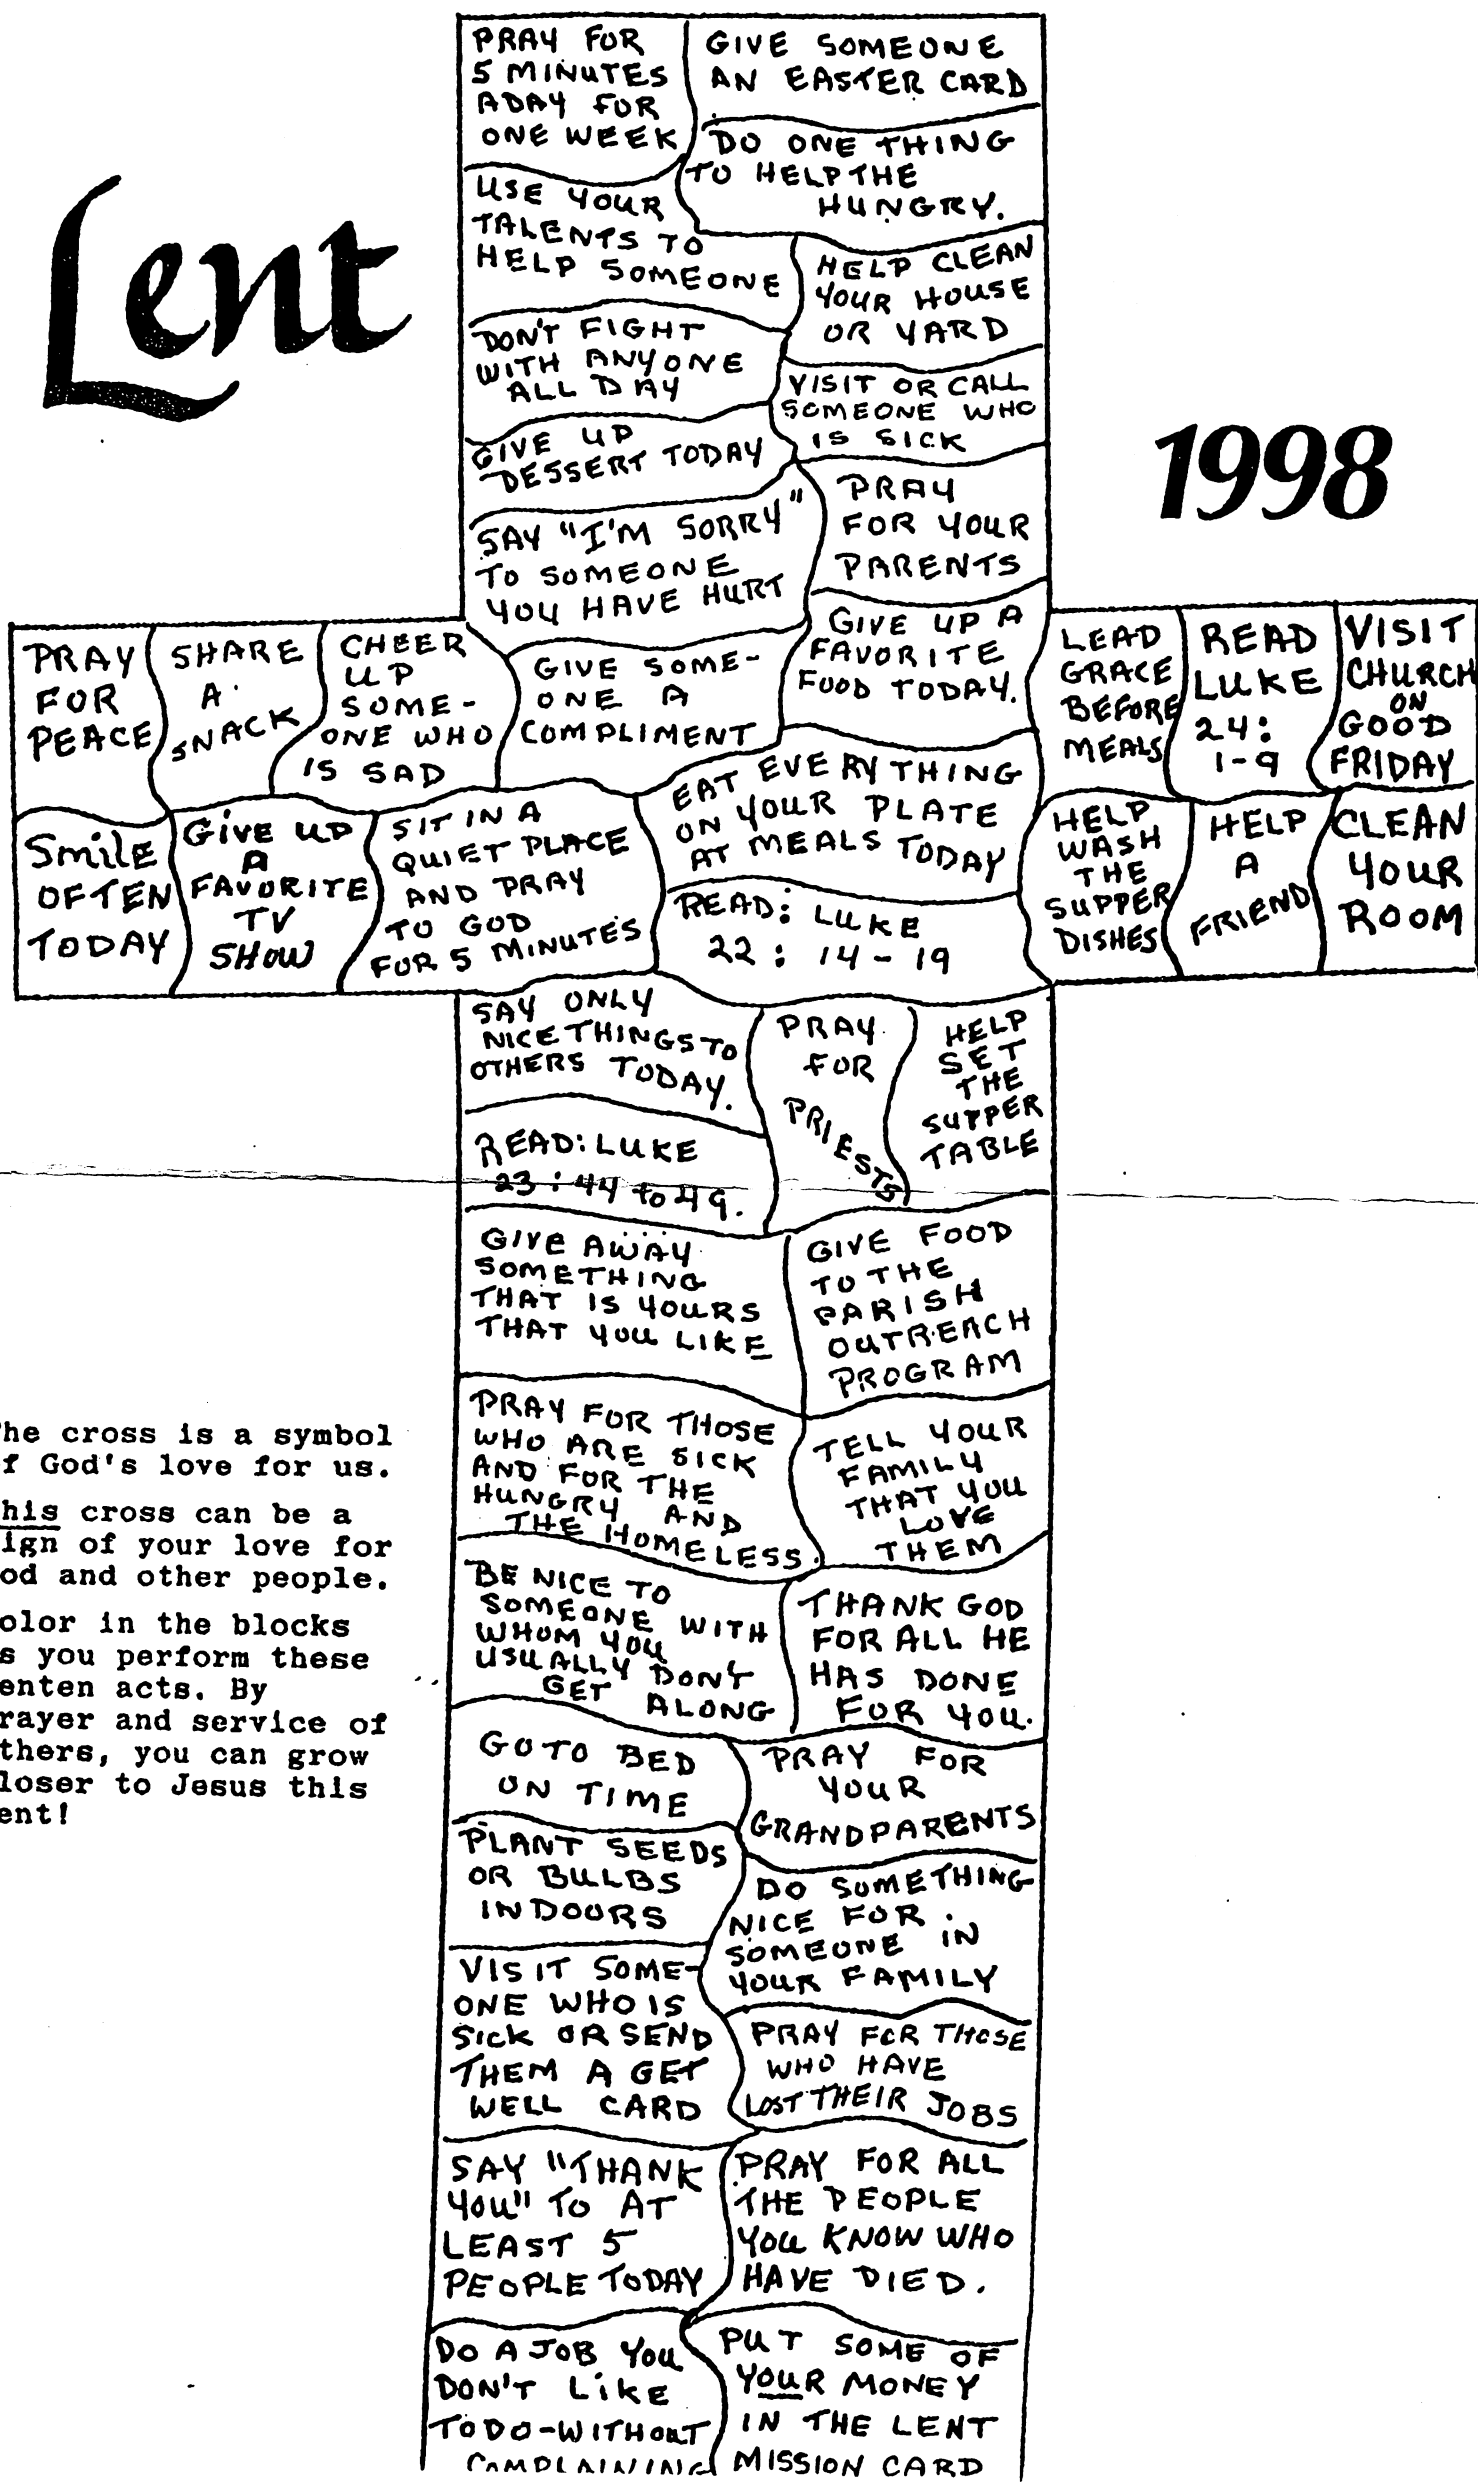 Lent
1998
PRAY FOR
5 MINUTES
A DAY FOR
ONE WEEK
GIVE SOMEONE
AN EASTER CARD
DO ONE THING
TO HELP THE
HUNGRY.
USE YOUR
TALENTS TO
HELP SOMEONE
HELP CLEAN
YOUR HOUSE
OR YARD
DON'T FIGHT
WITH ANYONE
ALL DAY
VISIT OR CALL
SOMEONE WHO
IS SICK
GIVE UP
DESSERT TODAY
SAY "I'M SORRY"
TO SOMEONE
YOU HAVE HURT
PRAY
FOR YOUR
PARENTS
PRAY
FOR
PEACE
SHARE
A
SNACK
CHEER
UP
SOME-
ONE WHO
IS SAD
GIVE SOME-
ONE A
COMPLIMENT
GIVE UP A
FAVORITE
FOOD TODAY.
LEAD
GRACE
BEFORE
MEALS
READ
LUKE
24:
1-9
VISIT
CHURCH
ON
GOOD
FRIDAY
Smile
OFTEN
TODAY
GIVE UP
A
FAVORITE
TV
SHOW
SIT IN A
QUIET PLACE
AND PRAY
TO GOD
FOR 5 MINUTES
EAT EVERYTHING
ON YOUR PLATE
AT MEALS TODAY
READ: LUKE
22: 14-19
HELP
WASH
THE
SUPPER
DISHES
HELP
A
FRIEND
CLEAN
YOUR
ROOM
SAY ONLY
NICE THINGS TO
OTHERS TODAY.
PRAY
FOR
PRIESTS
HELP
SET
THE
SUPPER
TABLE
READ: LUKE
23:44 to 49.
GIVE AWAY
SOMETHING
THAT IS YOURS
THAT YOU LIKE
GIVE FOOD
TO THE
PARISH
OUTREACH
PROGRAM
PRAY FOR THOSE
WHO ARE SICK
AND FOR THE
HUNGRY AND
THE HOMELESS.
TELL YOUR
FAMILY
THAT YOU
LOVE
THEM
BE NICE TO
SOMEONE WITH
WHOM YOU
USUALLY DON'T
GET ALONG
THANK GOD
FOR ALL HE
HAS DONE
FOR YOU.
GO TO BED
ON TIME
PRAY FOR
YOUR
GRANDPARENTS
PLANT SEEDS
OR BULBS
INDOORS
DO SOMETHING
NICE FOR
SOMEONE IN
YOUR FAMILY
VISIT SOME-
ONE WHO IS
SICK OR SEND
THEM A GET
WELL CARD
PRAY FOR THOSE
WHO HAVE
LOST THEIR JOBS
SAY "THANK
YOU" TO AT
LEAST 5
PEOPLE TODAY
PRAY FOR ALL
THE PEOPLE
YOU KNOW WHO
HAVE DIED.
DO A JOB YOU
DON'T LIKE
TO DO-WITHOUT
COMPLAINING
PUT SOME OF
YOUR MONEY
IN THE LENT
MISSION CARD
he cross is a symbol
f God's love for us.
his cross can be a
ign of your love for
od and other people.
olor in the blocks
s you perform these
enten acts. By
rayer and service of
thers, you can grow
loser to Jesus this
ent!